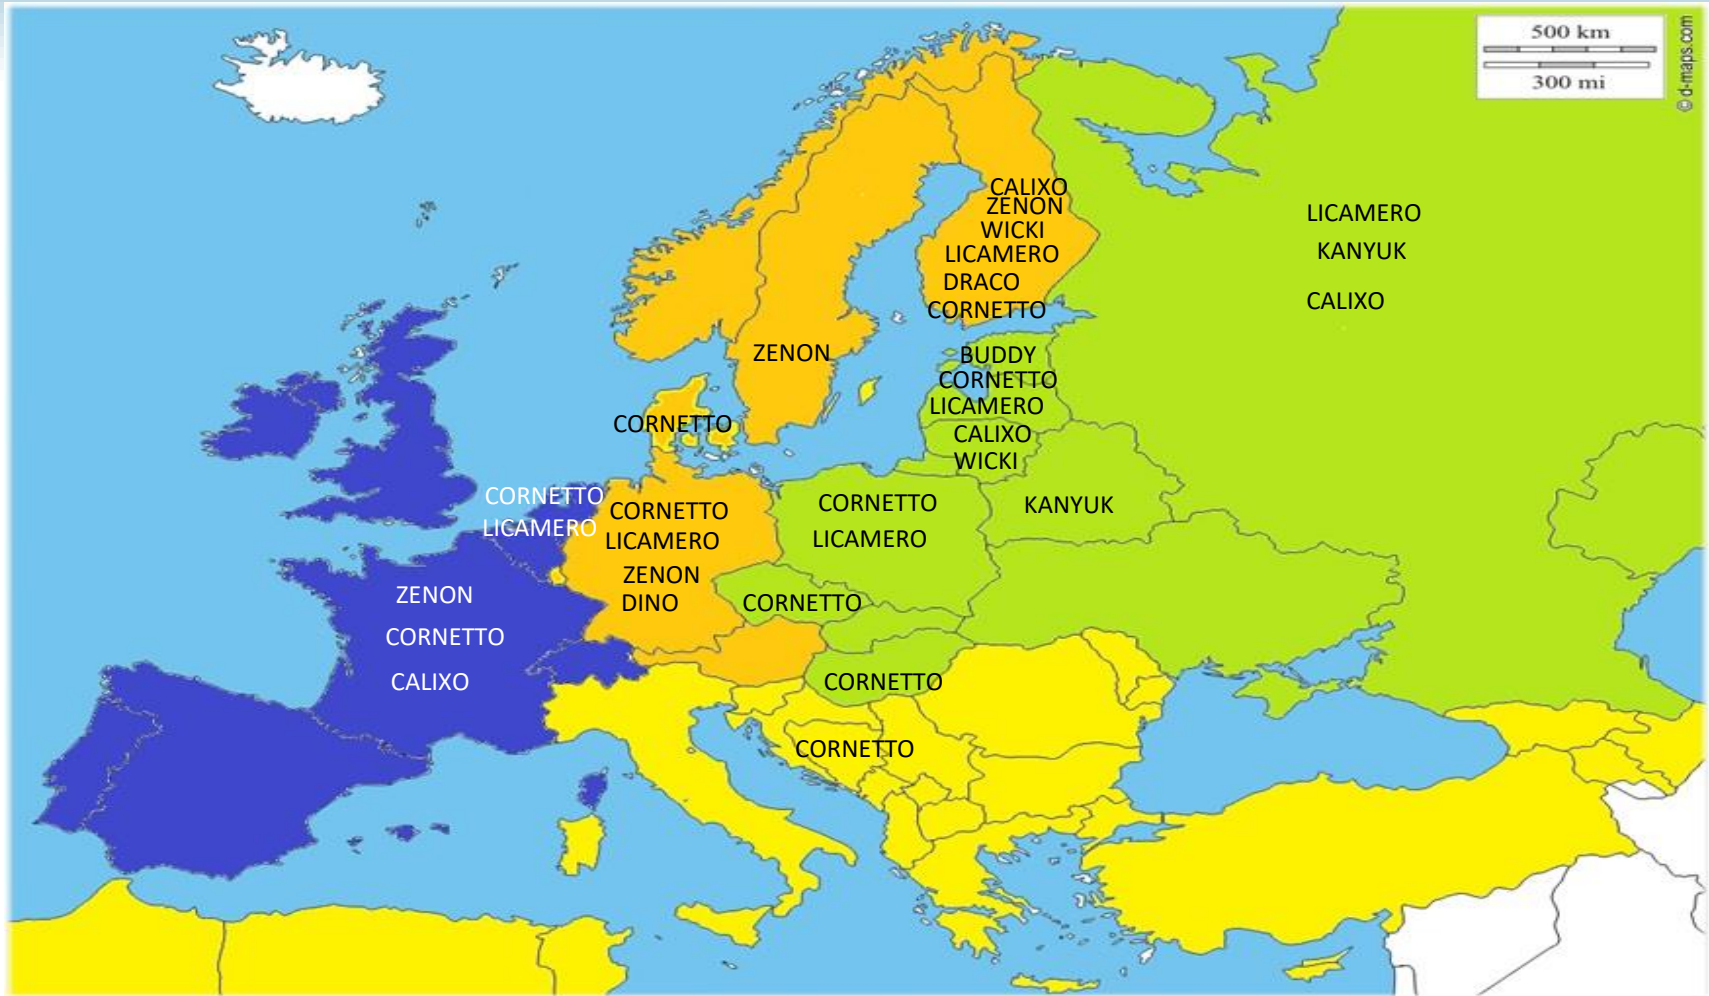 500 km
300 mi
© d-maps.com
CALIXO
ZENON
WICKI
LICAMERO
DRACO
CORNETTO
LICAMERO
KANYUK
CALIXO
ZENON
BUDDY
CORNETTO
LICAMERO
CALIXO
WICKI
CORNETTO
CORNETTO
LICAMERO
CORNETTO
LICAMERO
ZENON
DINO
CORNETTO
LICAMERO
KANYUK
ZENON
CORNETTO
CALIXO
CORNETTO
CORNETTO
CORNETTO